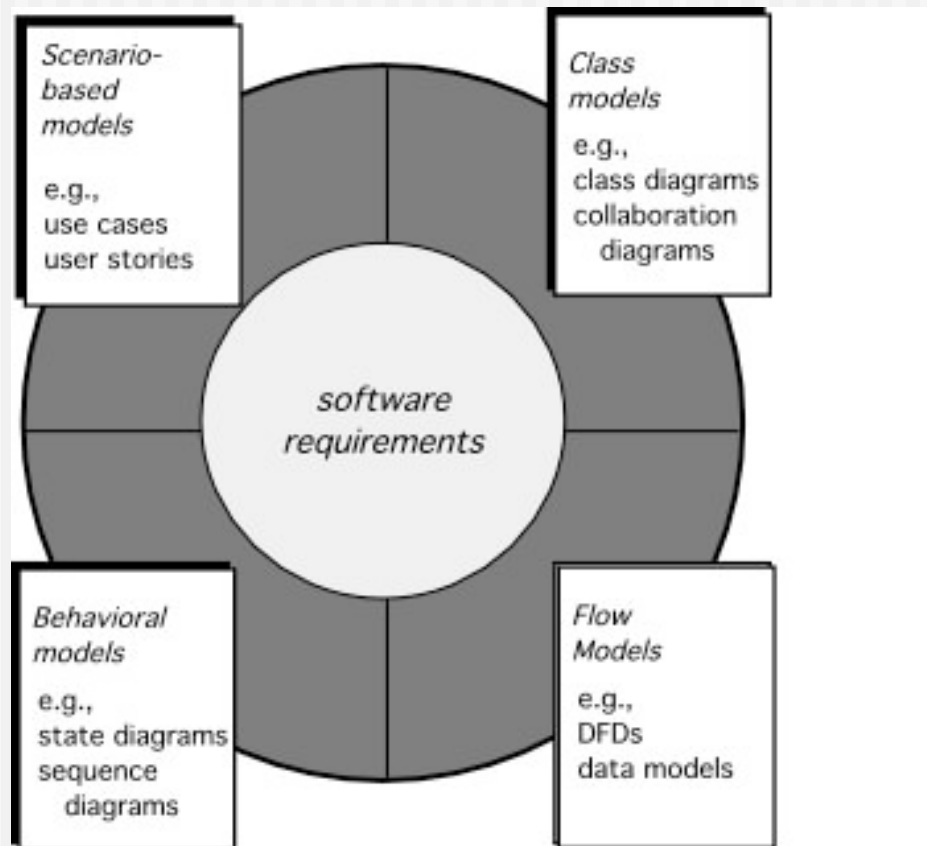 Scenario-
based
models
e.g.,
use cases
user stories
Class
models
e.g.,
class diagrams
collaboration
diagrams
software
requirements
Behavioral
models
e.g.,
state diagrams
sequence
diagrams
Flow
Models
e.g.,
DFDs
data models